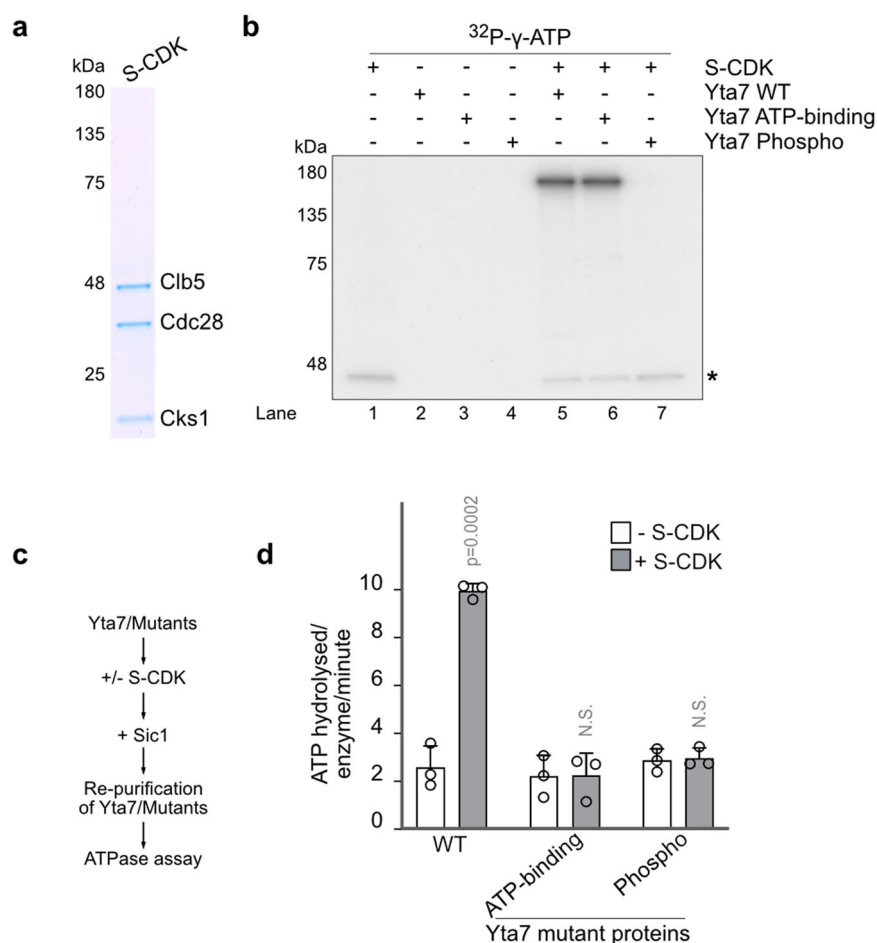 a
kDa
S-CDK
180
135
75
48
25
Clb5
Cdc28
Cks1
b
32P-γ-ATP
+ - - - + + + S-CDK
- + - - + - - Yta7 WT
- - + - - + - Yta7 ATP-binding
- - - + - - + Yta7 Phospho
kDa
180
135
75
48
*
Lane 1 2 3 4 5 6 7
c
Yta7/Mutants
+/- S-CDK
+ Sic1
Re-purification
of Yta7/Mutants
ATPase assay
d
ATP hydrolysed/
enzyme/minute
10
8
6
4
2
0
p=0.0002
N.S.
N.S.
- S-CDK
+ S-CDK
WT
ATP-binding
Phospho
Yta7 mutant proteins